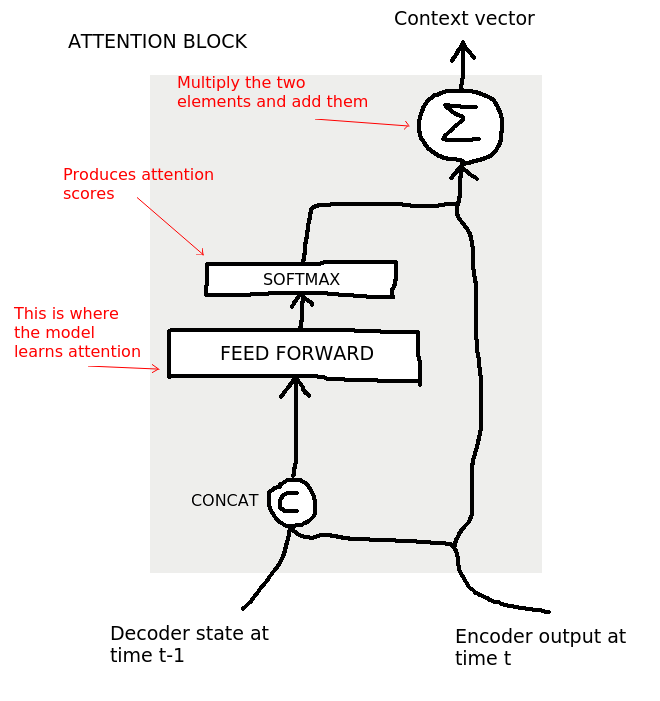 Context vector
ATTENTION BLOCK
Multiply the two
elements and add them
Σ
Produces attention
scores
SOFTMAX
This is where
the model
learns attention
FEED FORWARD
CONCAT
C
Decoder state at
time t-1
Encoder output at
time t